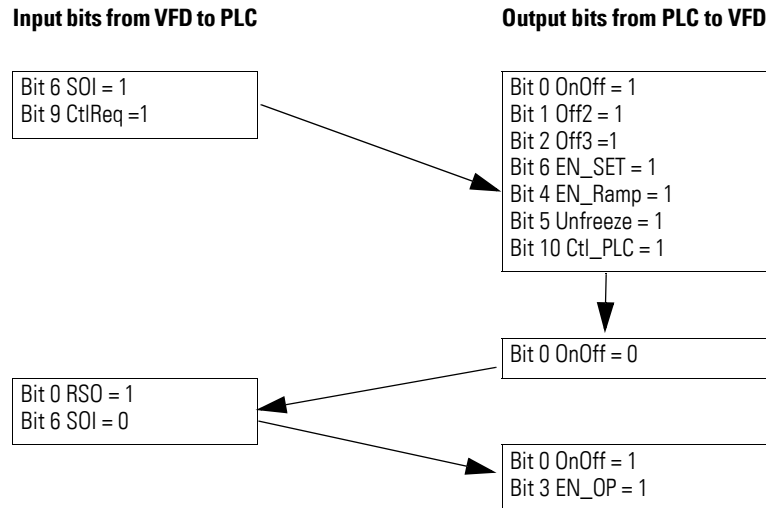 Input bits from VFD to PLC
Output bits from PLC to VFD
Bit 6 SOI = 1
Bit 9 CtlReq =1
Bit 0 OnOff = 1
Bit 1 Off2 = 1
Bit 2 Off3 =1
Bit 6 EN_SET = 1
Bit 4 EN_Ramp = 1
Bit 5 Unfreeze = 1
Bit 10 Ctl_PLC = 1
Bit 0 OnOff = 0
Bit 0 RSO = 1
Bit 6 SOI = 0
Bit 0 OnOff = 1
Bit 3 EN_OP = 1